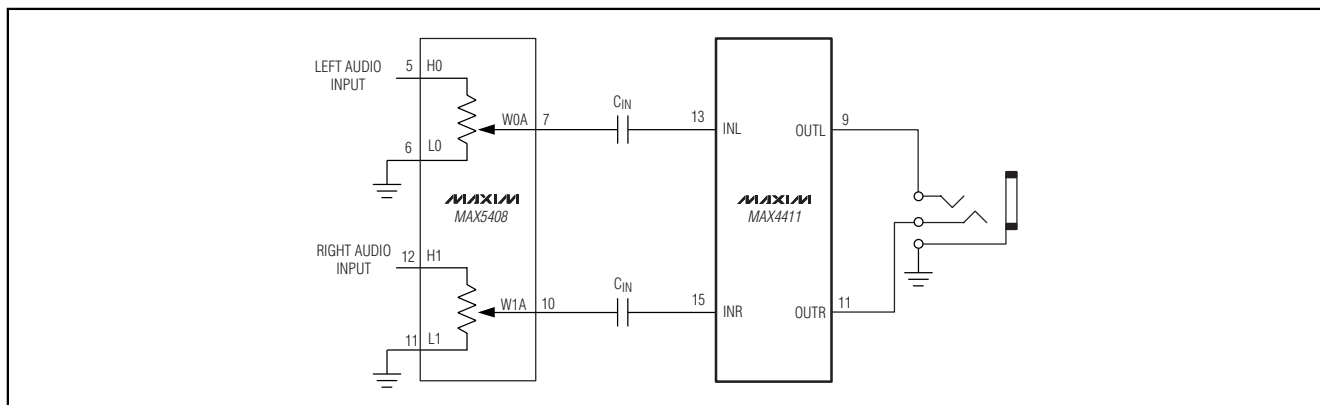 LEFT AUDIO
INPUT
5
H0
W0A
7
6
L0
MAXIM
MAX5408
RIGHT AUDIO
INPUT
12
H1
W1A
10
11
L1
CIN
CIN
13
INL
OUTL
9
MAXIM
MAX4411
15
INR
OUTR
11